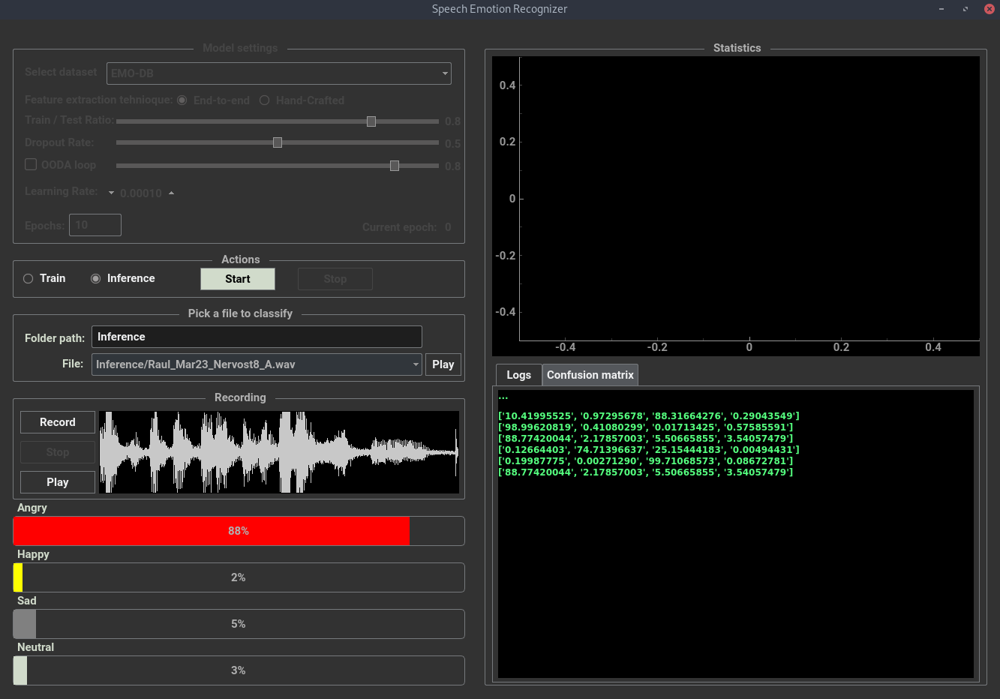 Speech Emotion Recognizer
Model settings
Select dataset EMO-DB
Feature extraction tehnioque: End-to-end Hand-Crafted
Train / Test Ratio: 0.8
Dropout Rate: 0.5
OODA loop 0.8
Learning Rate: 0.00010
Epochs: 10 Current epoch: 0
Actions
Train Inference Start Stop
Pick a file to classify
Folder path: Inference
File: Inference/Raul_Mar23_Nervost8_A.wav Play
Recording
Record
Stop
Play
Angry
88%
Happy
2%
Sad
5%
Neutral
3%
Statistics
0.4
0.2
0
-0.2
-0.4
-0.4 -0.2 0 0.2 0.4
Logs Confusion matrix
...
['10.41995525', '0.97295678', '88.31664276', '0.29043549']
['98.99620819', '0.41080299', '0.01713425', '0.57585591']
['88.77420044', '2.17857003', '5.50665855', '3.54057479']
['0.12664403', '74.71396637', '25.15444183', '0.00494431']
['0.19987775', '0.00271290', '99.71068573', '0.08672781']
['88.77420044', '2.17857003', '5.50665855', '3.54057479']